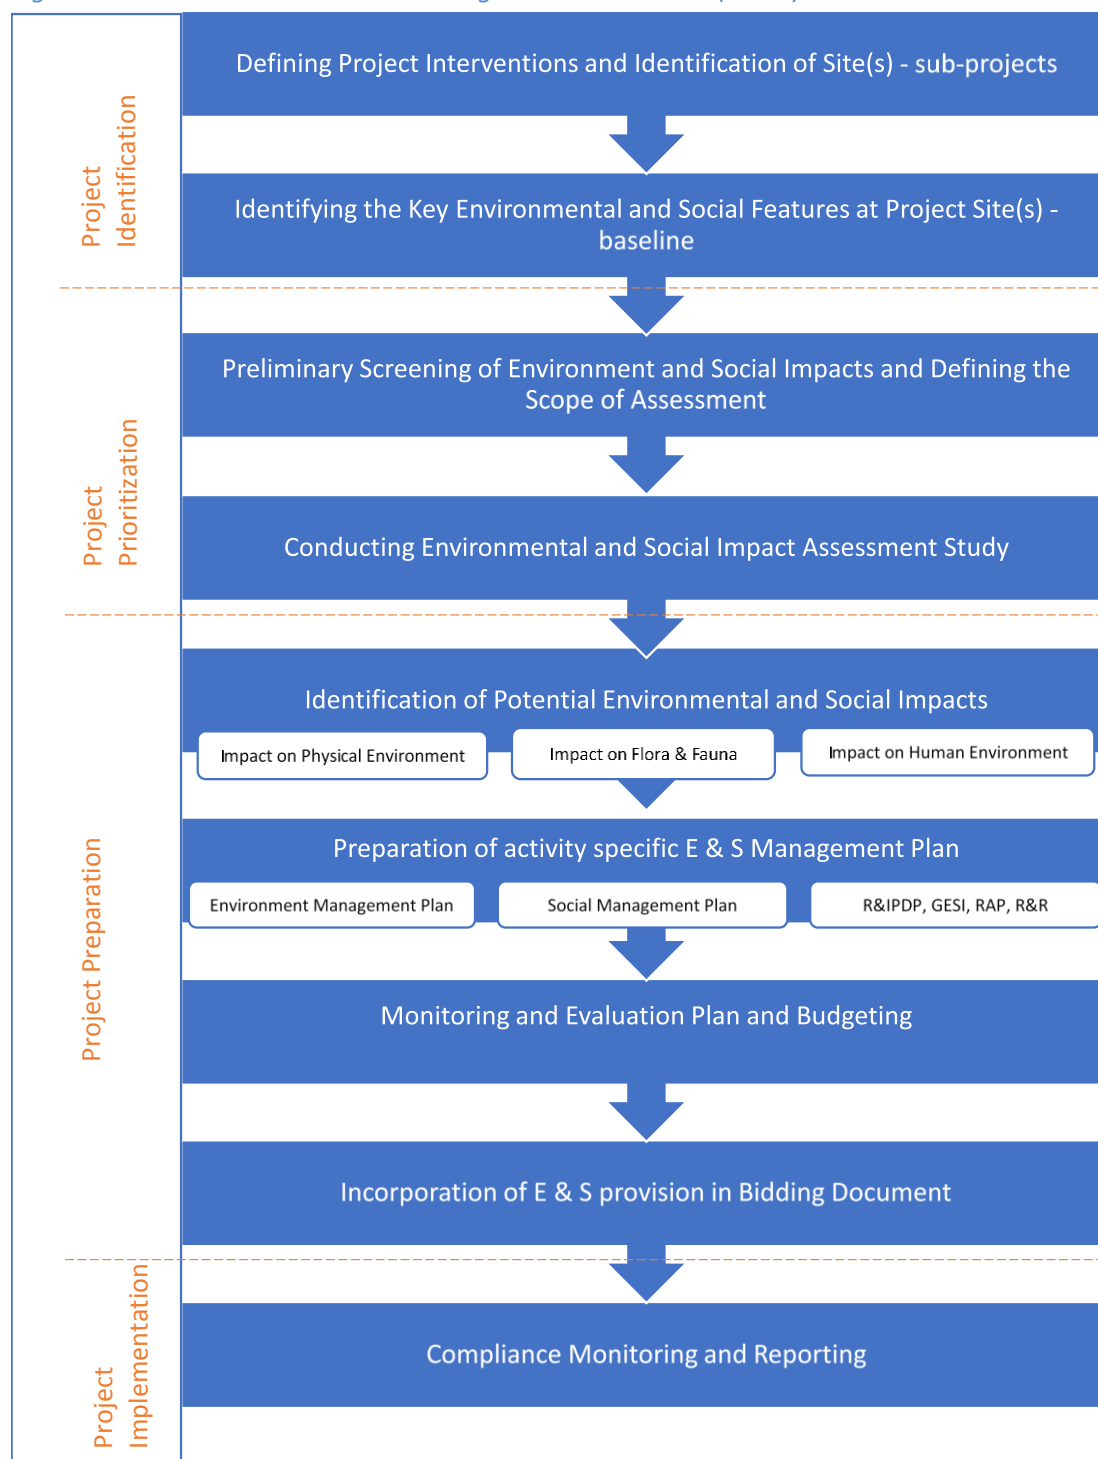 Defining Project Interventions and Identification of Site(s) - sub-projects
Project
Identification
Identifying the Key Environmental and Social Features at Project Site(s) -
baseline
Preliminary Screening of Environment and Social Impacts and Defining the
Scope of Assessment
Project
Prioritization
Conducting Environmental and Social Impact Assessment Study
Identification of Potential Environmental and Social Impacts
Impact on Physical Environment
Impact on Flora & Fauna
Impact on Human Environment
Project Preparation
Preparation of activity specific E & S Management Plan
Environment Management Plan
Social Management Plan
R&IPDP, GESI, RAP, R&R
Monitoring and Evaluation Plan and Budgeting
Incorporation of E & S provision in Bidding Document
Project
Implementation
Compliance Monitoring and Reporting